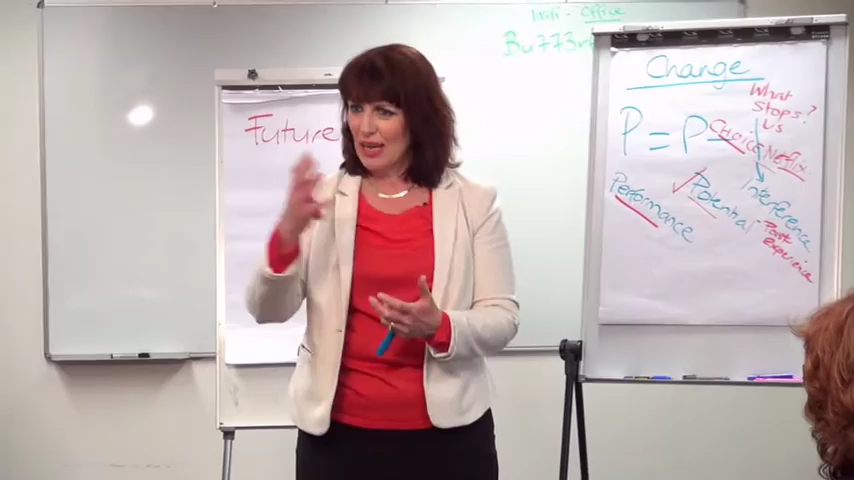 Wifi - Office
Future
Change
What
Stops ?
us
P = P -
CHOICE
Netflix
Performance
Potential
Interference
Past
experience